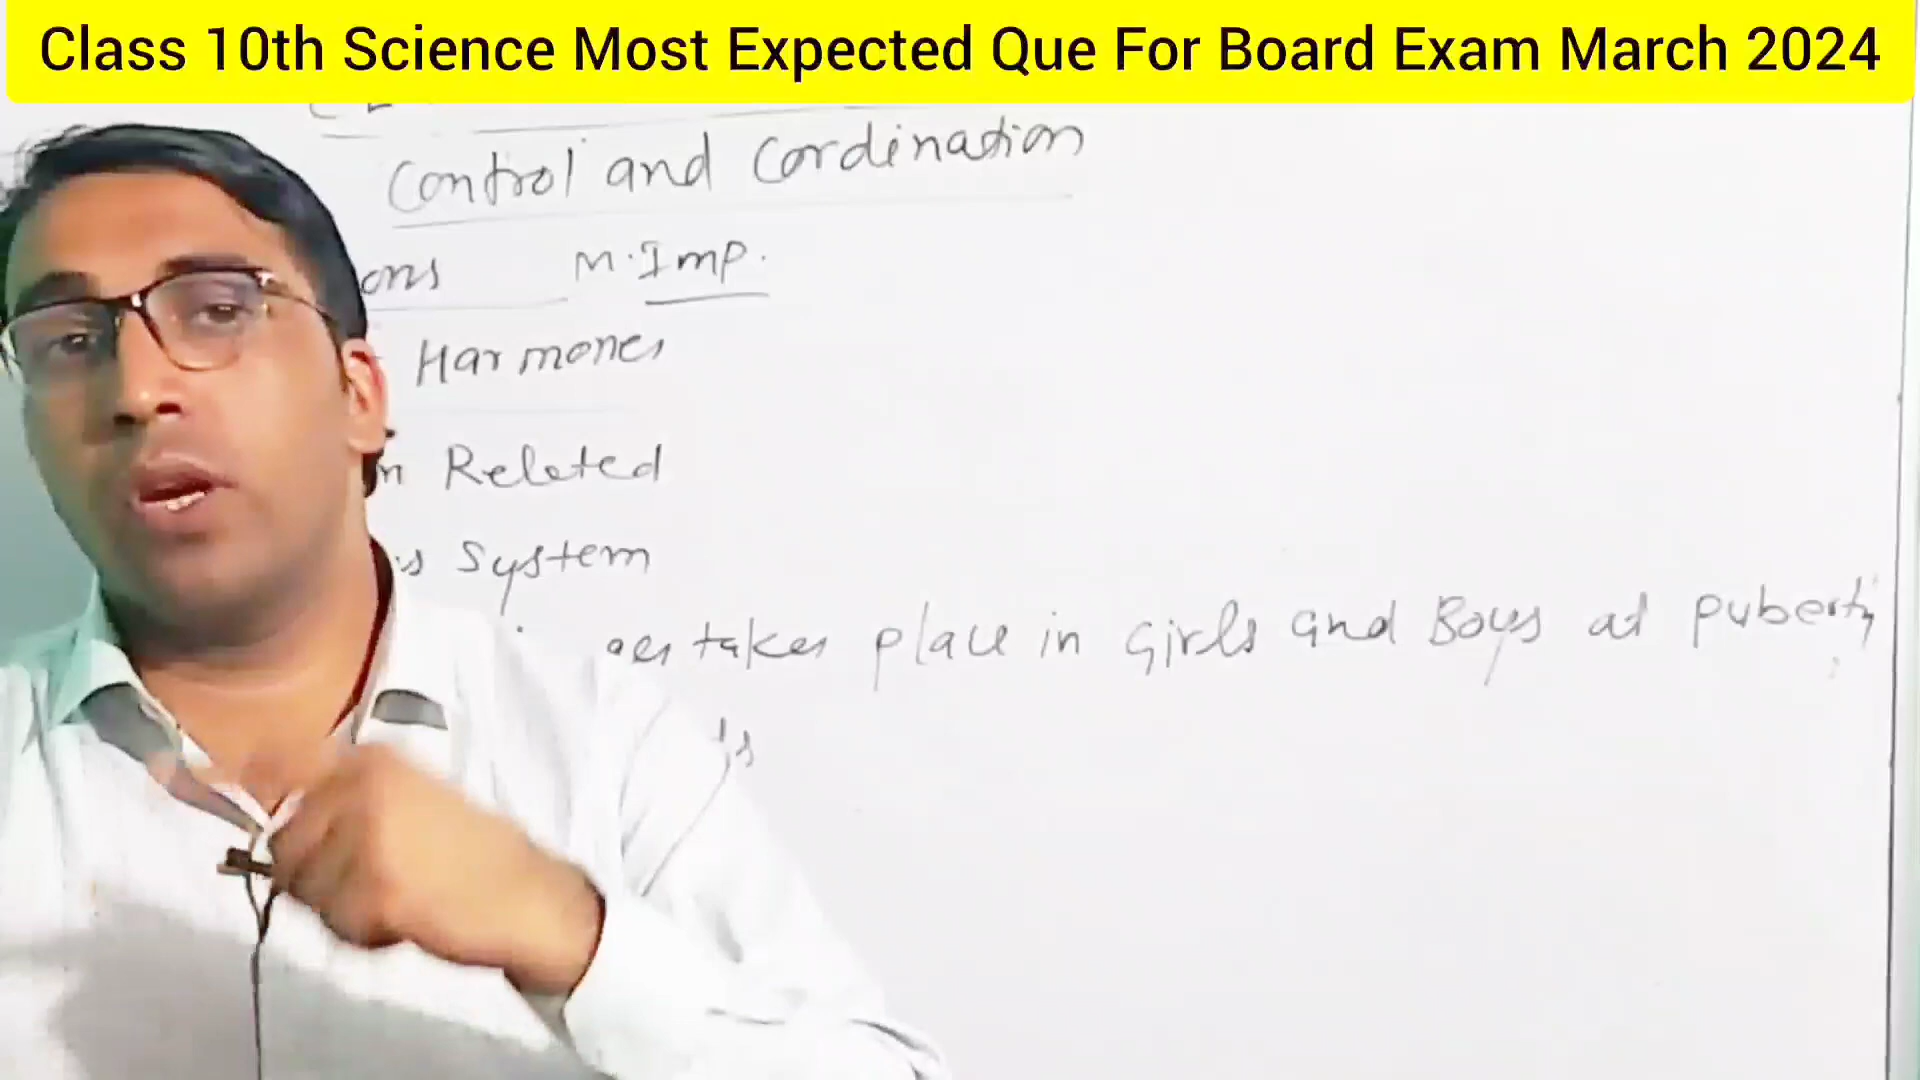 Class 10th Science Most Expected Que For Board Exam March 2024
Control and Cordination
ons M. Imp.
Harmones
n Releted
s System
ges takes place in Girls and Boys at puberty
's